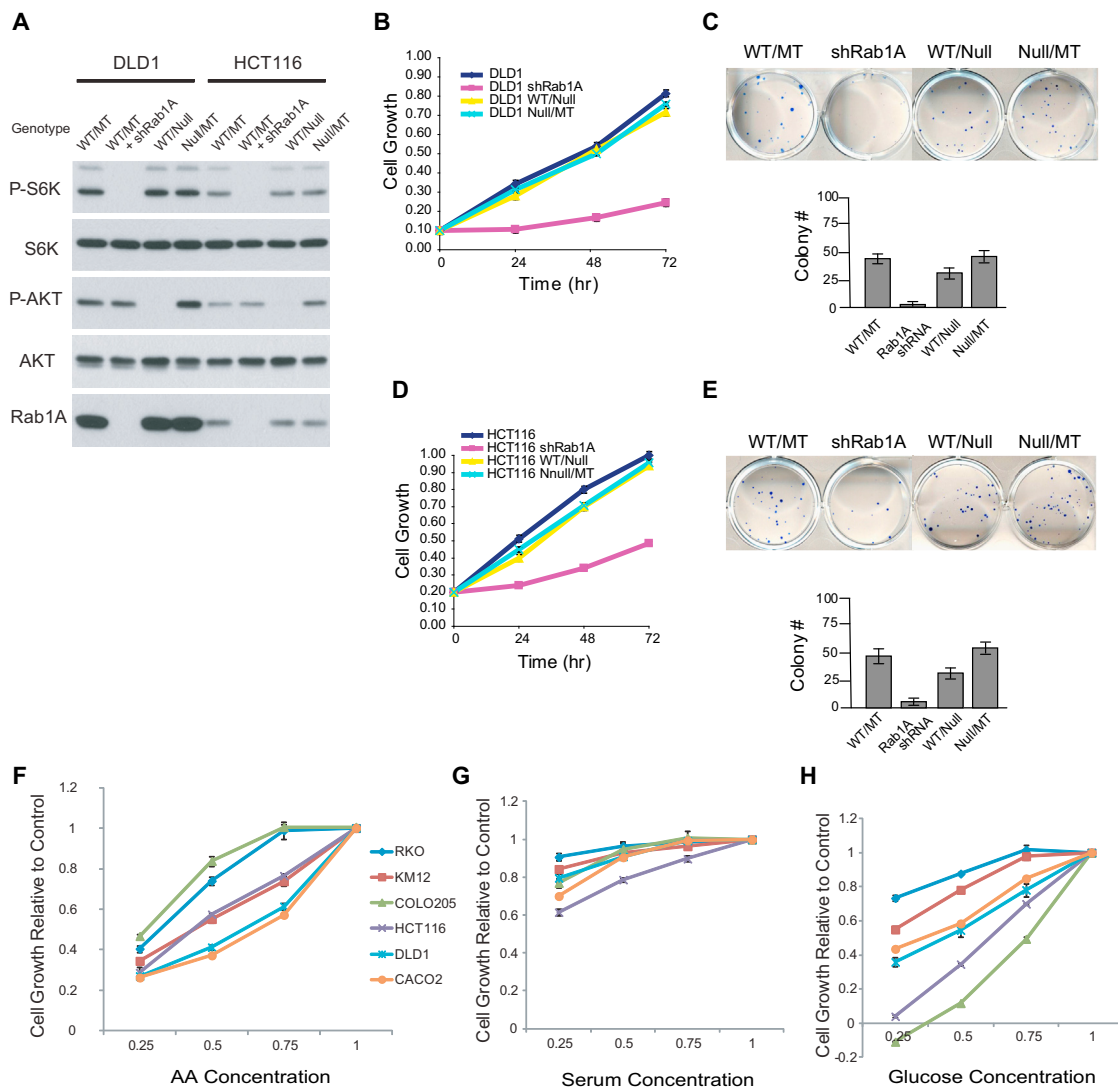 A
DLD1 HCT116
Genotype WT/MT WT/MT + shRab1A WT/Null Null/MT WT/MT WT/MT + shRab1A WT/Null Null/MT
P-S6K
S6K
P-AKT
AKT
Rab1A
B
DLD1
DLD1 shRab1A
DLD1 WT/Null
DLD1 Null/MT
Cell Growth
1.00
0.90
0.80
0.70
0.60
0.50
0.40
0.30
0.20
0.10
0.00
0 24 48 72
Time (hr)
C
WT/MT shRab1A WT/Null Null/MT
Colony #
100
75
50
25
0
WT/MT Rab1A shRNA WT/Null Null/MT
D
HCT116
HCT116 shRab1A
HCT116 WT/Null
HCT116 Nnull/MT
Cell Growth
1.00
0.90
0.80
0.70
0.60
0.50
0.40
0.30
0.20
0.10
0.00
0 24 48 72
Time (hr)
E
WT/MT shRab1A WT/Null Null/MT
Colony #
100
75
50
25
0
WT/MT Rab1A shRNA WT/Null Null/MT
F
Cell Growth Relative to Control
1.2
1
0.8
0.6
0.4
0.2
0
0.25 0.5 0.75 1
AA Concentration
RKO
KM12
COLO205
HCT116
DLD1
CACO2
G
Cell Growth Relative to Control
1.2
1
0.8
0.6
0.4
0.2
0
0.25 0.5 0.75 1
Serum Concentration
H
Cell Growth Relative to Control
1.2
1
0.8
0.6
0.4
0.2
0
-0.2
0.25 0.5 0.75 1
Glucose Concentration